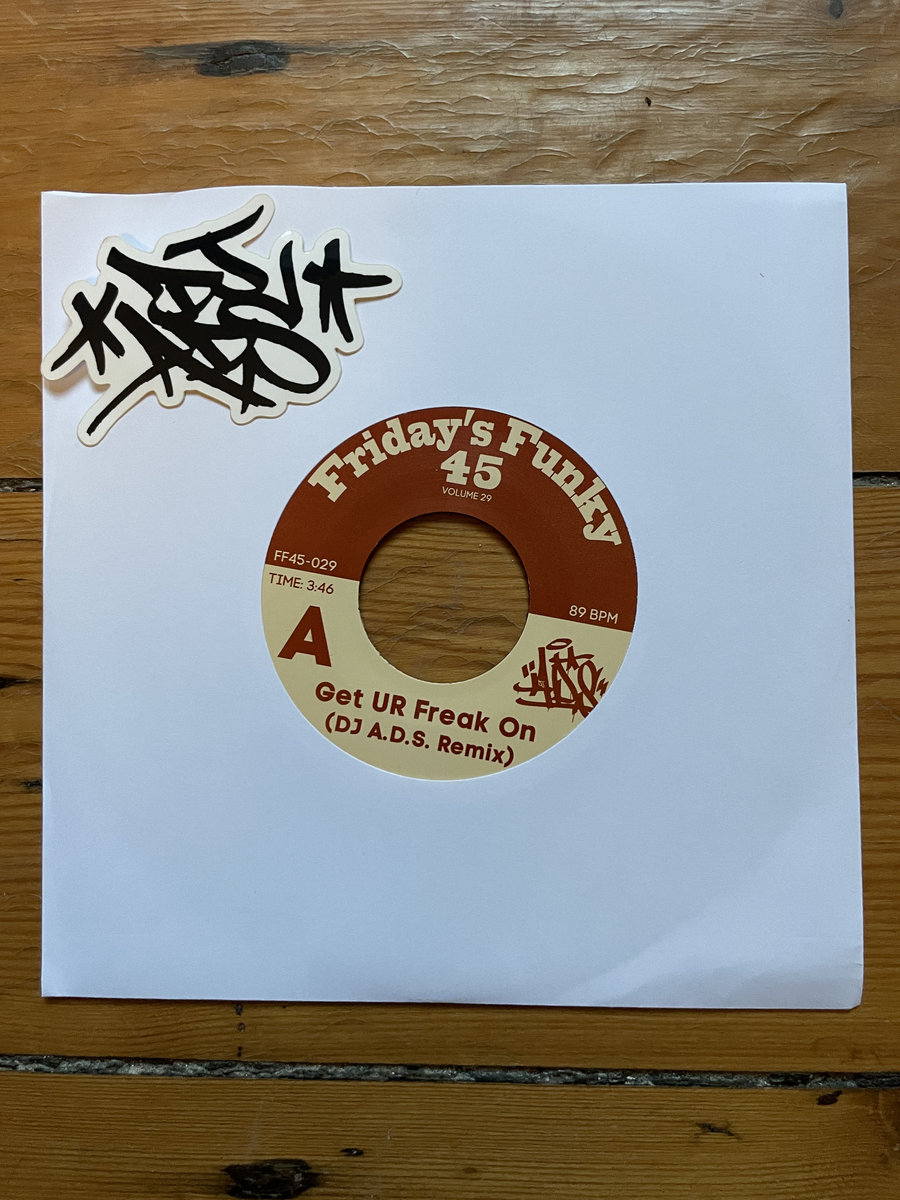 Friday's Funky
45
VOLUME 29
FF45-029
TIME: 3:46
89 BPM
A
Get UR Freak On
(DJ A.D.S. Remix)